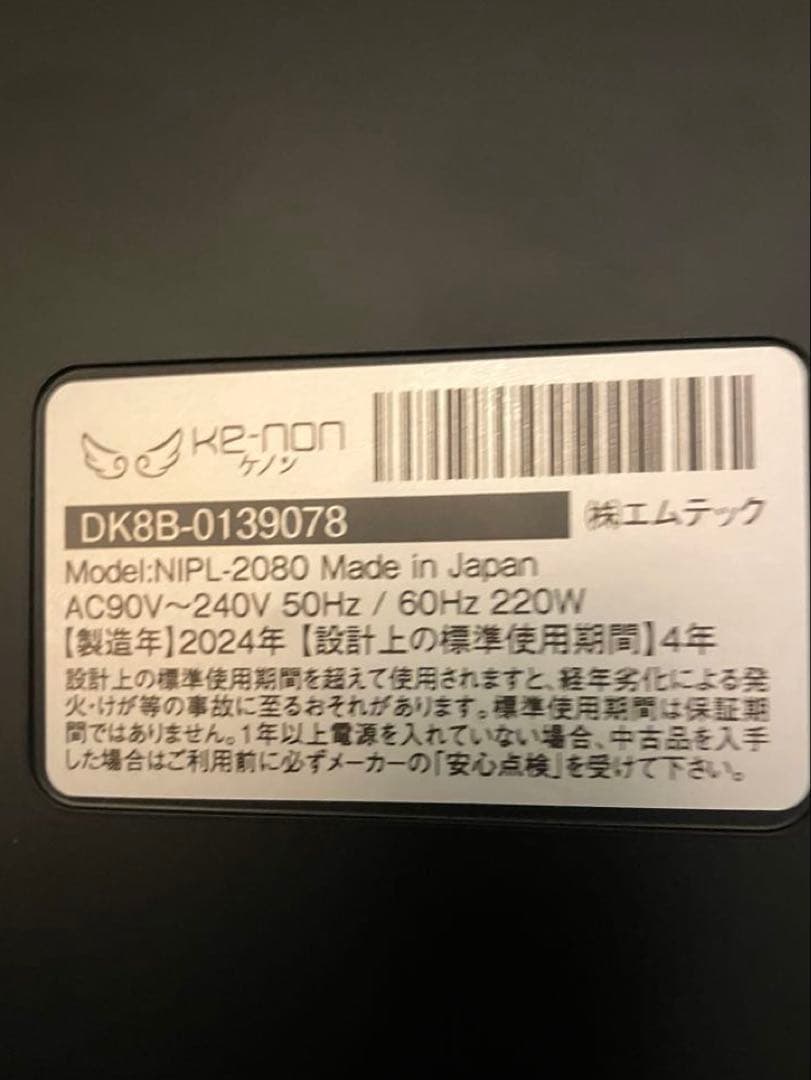 ke-non
ケノン
DK8B-0139078
㈱エムテック
Model:NIPL-2080 Made in Japan
AC90V～240V 50Hz / 60Hz 220W
【製造年】2024年【設計上の標準使用期間】4年
設計上の標準使用期間を超えて使用されますと、経年劣化による発
火・けが等の事故に至るおそれがあります。標準使用期間は保証期
間ではありません。1年以上電源を入れていない場合、中古品を入手
した場合はご利用前に必ずメーカーの「安心点検」を受けて下さい。